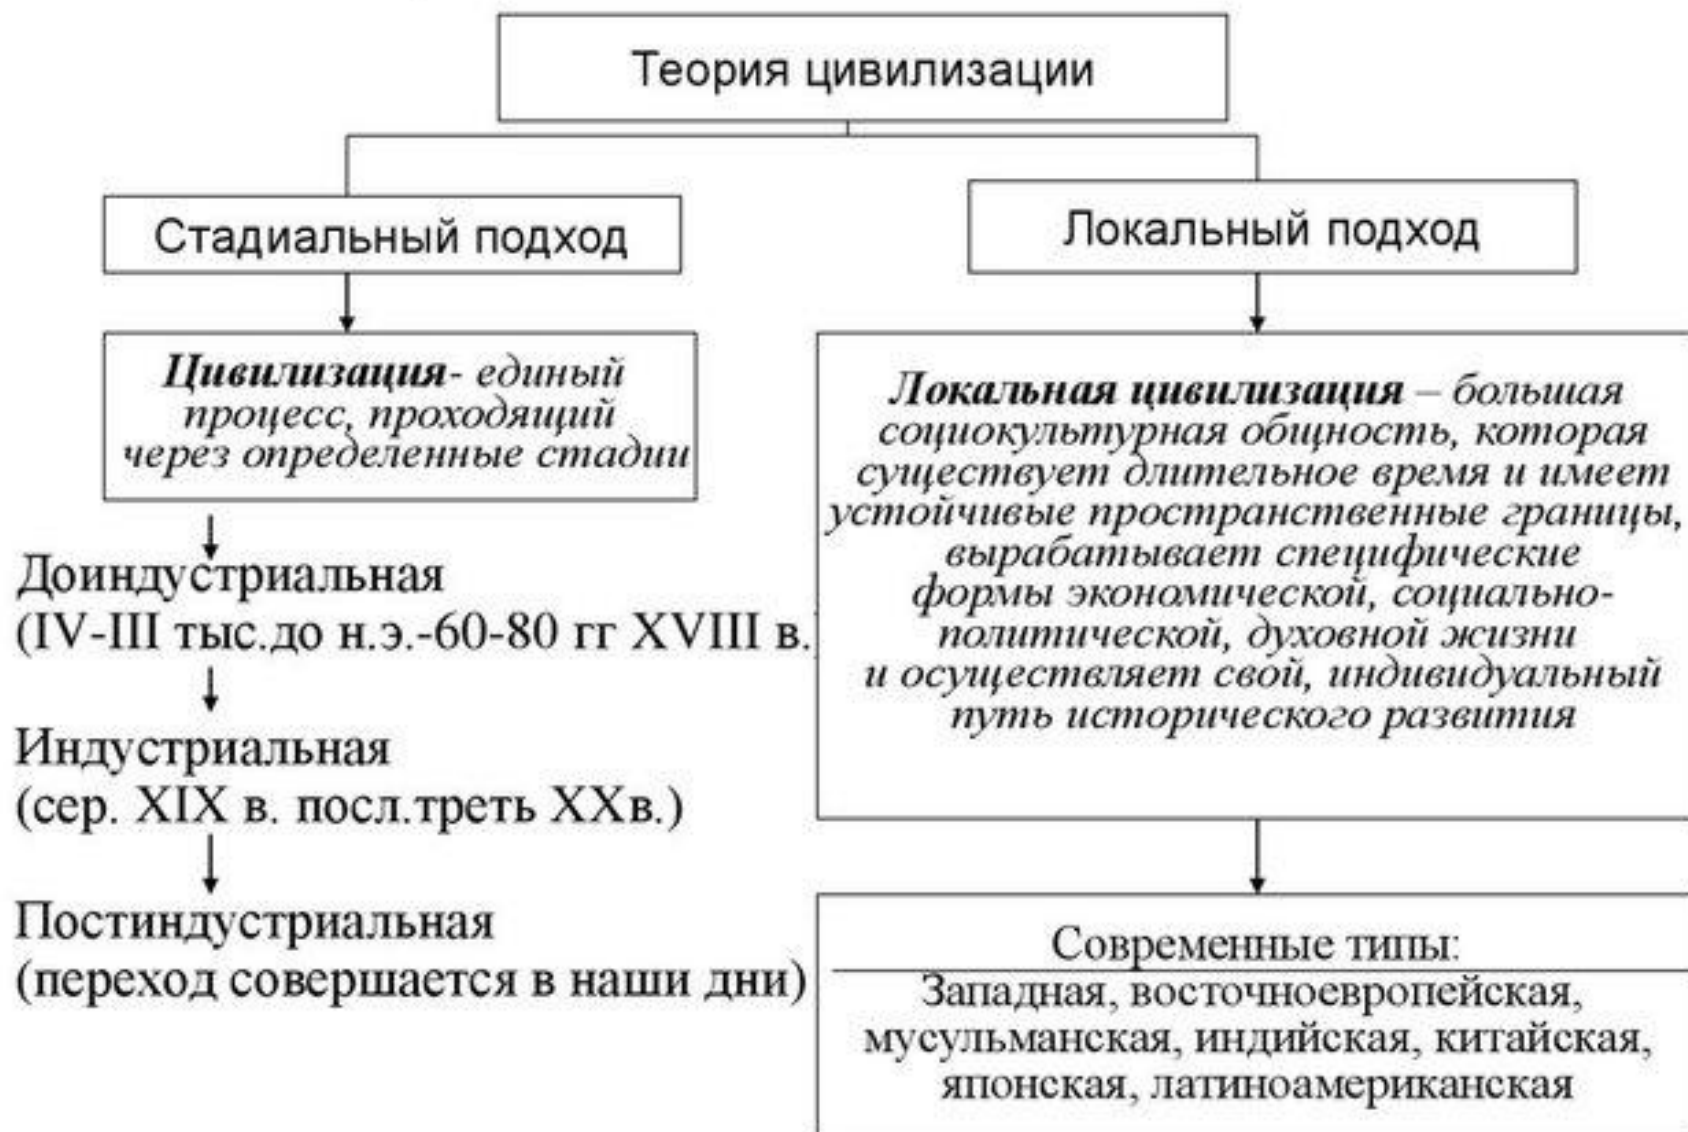 Теория цивилизации
Стадиальный подход
Локальный подход
Цивилизация- единый
процесс, проходящий
через определенные стадии
Доиндустриальная
(IV-III тыс.до н.э.-60-80 гг XVIII в.
Индустриальная
(сер. XIX в. посл.треть XXв.)
Постиндустриальная
(переход совершается в наши дни)
Локальная цивилизация – большая
социокультурная общность, которая
существует длительное время и имеет
устойчивые пространственные границы,
вырабатывает специфические
формы экономической, социально-
политической, духовной жизни
и осуществляет свой, индивидуальный
путь исторического развития
Современные типы:
Западная, восточноевропейская,
мусульманская, индийская, китайская,
японская, латиноамериканская